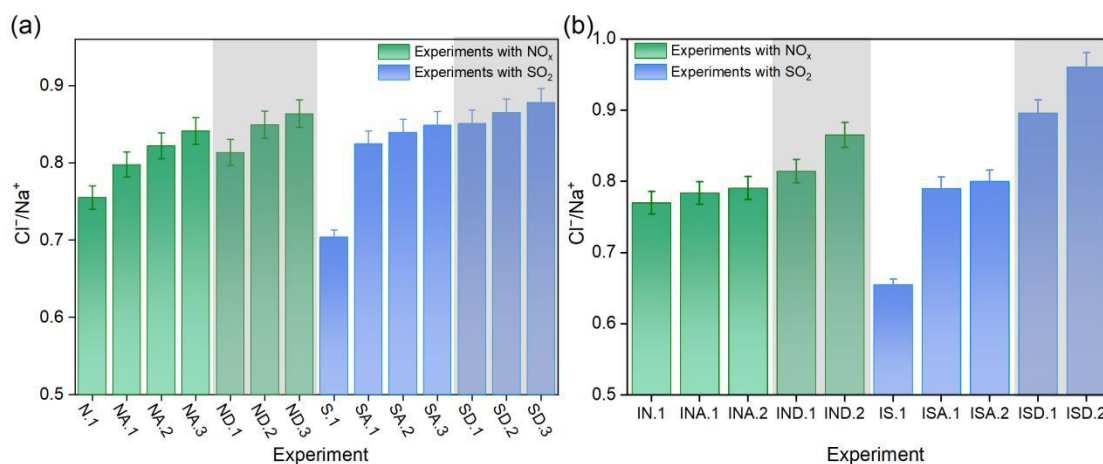 (a)
Experiments with NOₓ
Experiments with SO₂
Cl⁻/Na⁺
0.9
0.8
0.7
0.6
0.5
N.1
NA.1
NA.2
NA.3
ND.1
ND.2
ND.3
S.1
SA.1
SA.2
SA.3
SD.1
SD.2
SD.3
Experiment
(b)
Experiments with NOₓ
Experiments with SO₂
Cl⁻/Na⁺
1.0
0.9
0.8
0.7
0.6
0.5
IN.1 INA.1 INA.2 IND.1 IND.2 IS.1 ISA.1 ISA.2 ISD.1 ISD.2
Experiment